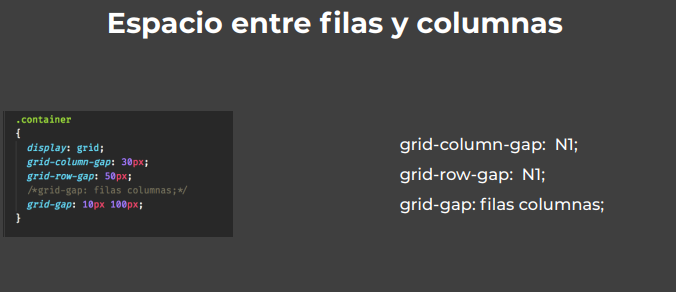 Espacio entre filas y columnas
.container
{
display: grid;
grid-column-gap: 30px;
grid-row-gap: 50px;
/*grid-gap: filas columnas;*/
grid-gap: 10px 100px;
}
grid-column-gap: N1;
grid-row-gap: N1;
grid-gap: filas columnas;